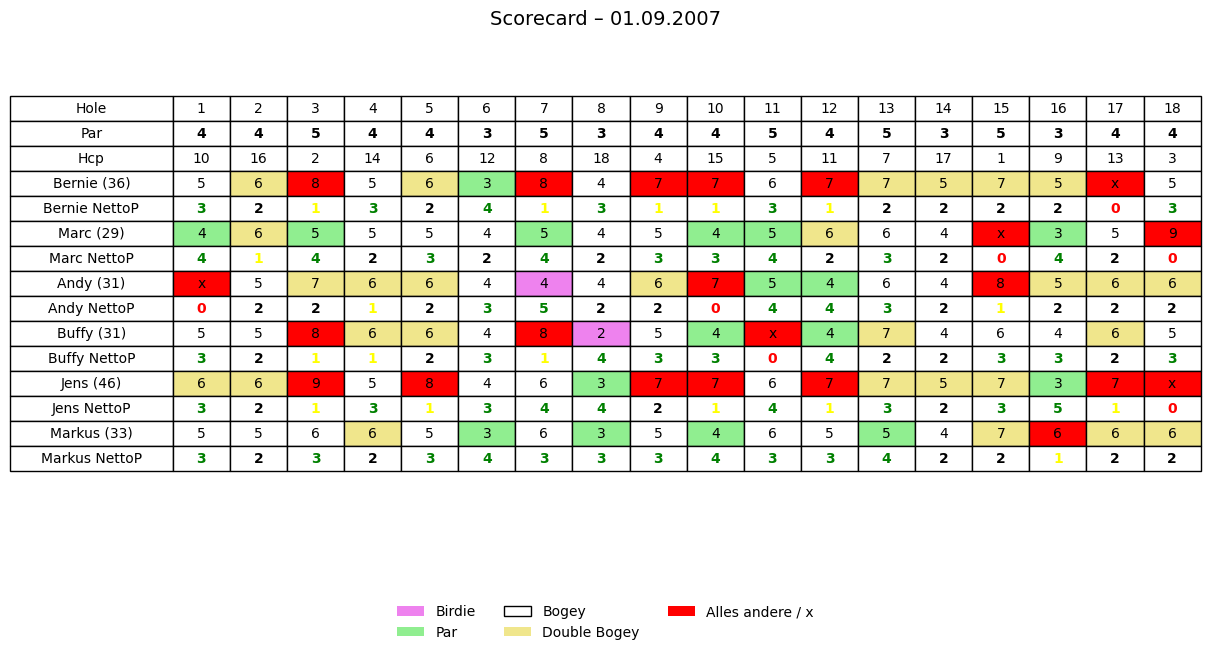 Scorecard – 01.09.2007
Hole 1 2 3 4 5 6 7 8 9 10 11 12 13 14 15 16 17 18
Par 4 4 5 4 4 3 5 3 4 4 5 4 5 3 5 3 4 4
Hcp 10 16 2 14 6 12 8 18 4 15 5 11 7 17 1 9 13 3
Bernie (36) 5 6 8 5 6 3 8 4 7 7 6 7 7 5 7 5 x 5
Bernie NettoP 3 2 1 3 2 4 1 3 1 1 3 1 2 2 2 2 0 3
Marc (29) 4 6 5 5 5 4 5 4 5 4 5 6 6 4 x 3 5 9
Marc NettoP 4 1 4 2 3 2 4 2 3 3 4 2 3 2 0 4 2 0
Andy (31) x 5 7 6 6 4 4 4 6 7 5 4 6 4 8 5 6 6
Andy NettoP 0 2 2 1 2 3 5 2 2 0 4 4 3 2 1 2 2 2
Buffy (31) 5 5 8 6 6 4 8 2 5 4 x 4 7 4 6 4 6 5
Buffy NettoP 3 2 1 1 2 3 1 4 3 3 0 4 2 2 3 3 2 3
Jens (46) 6 6 9 5 8 4 6 3 7 7 6 7 7 5 7 3 7 x
Jens NettoP 3 2 1 3 1 3 4 4 2 1 4 1 3 2 3 5 1 0
Markus (33) 5 5 6 6 5 3 6 3 5 4 6 5 5 4 7 6 6 6
Markus NettoP 3 2 3 2 3 4 3 3 3 4 3 3 4 2 2 1 2 2
Birdie Bogey Alles andere / x
Par Double Bogey